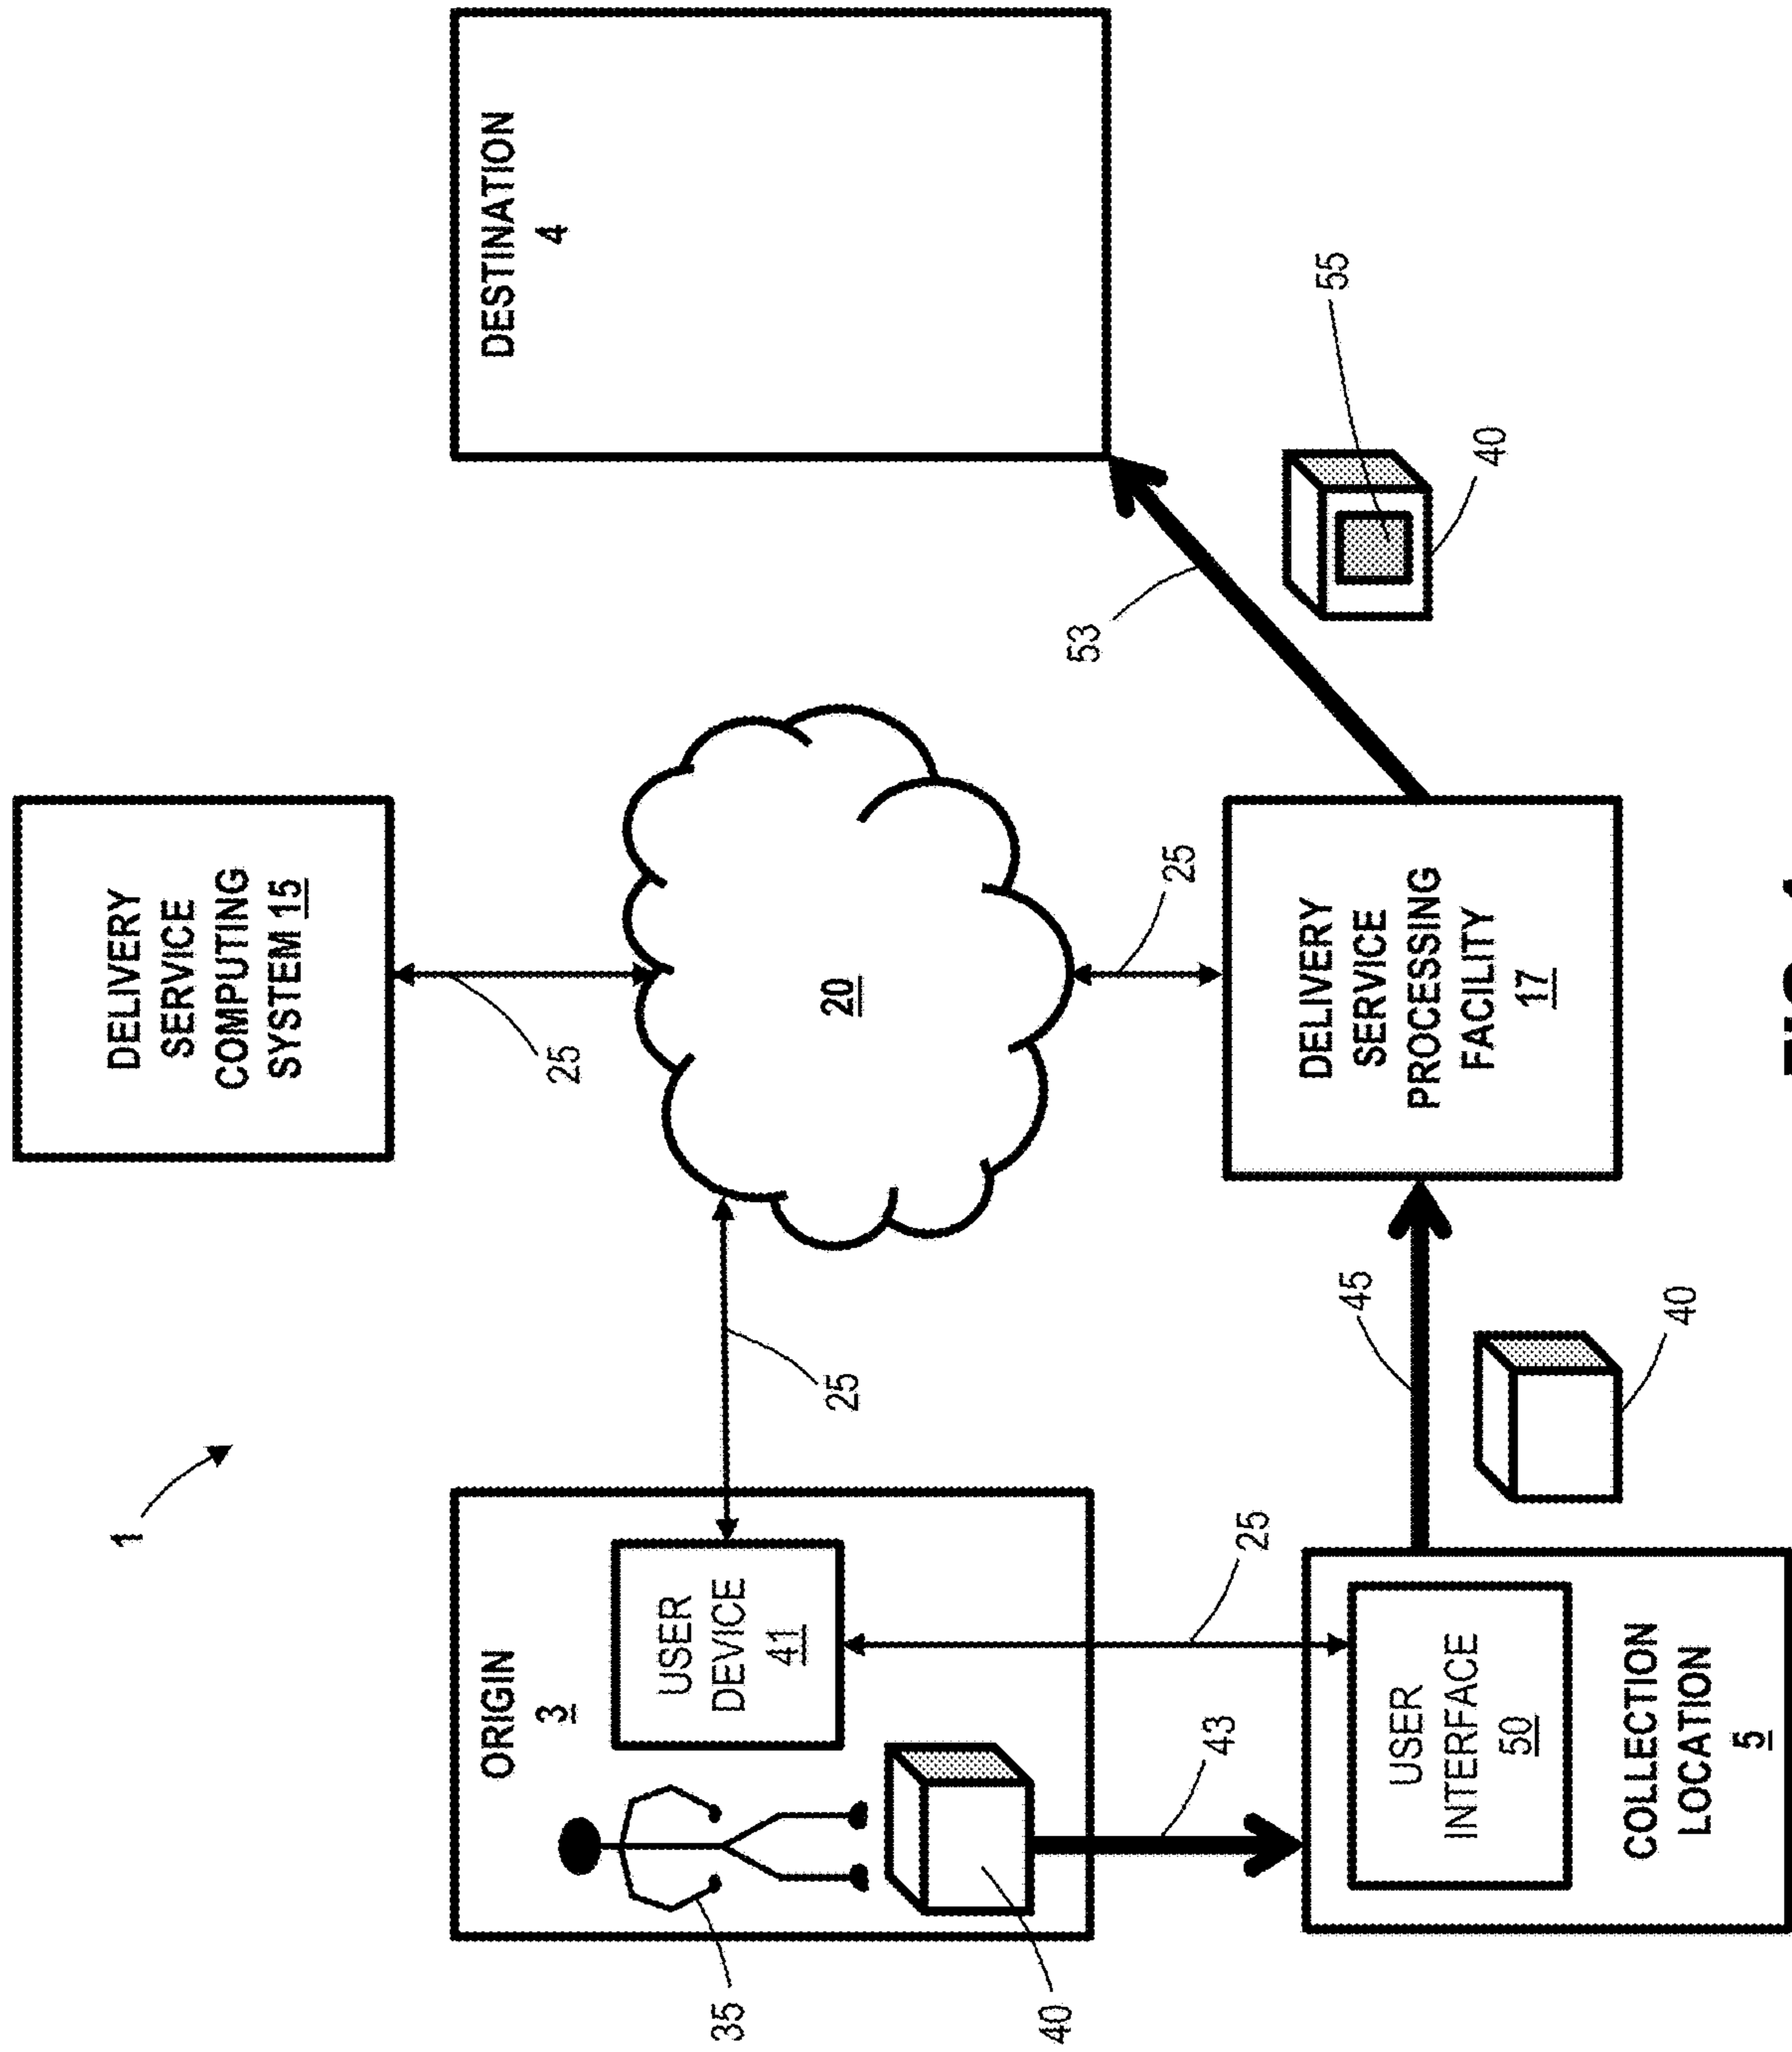 1
DELIVERY
SERVICE
COMPUTING
SYSTEM 15
25
ORIGIN
3
USER
DEVICE
41
35
40
25
20
DESTINATION
4
43
25
25
53
55
40
USER
INTERFACE
50
COLLECTION
LOCATION
5
45
40
DELIVERY
SERVICE
PROCESSING
FACILITY
17